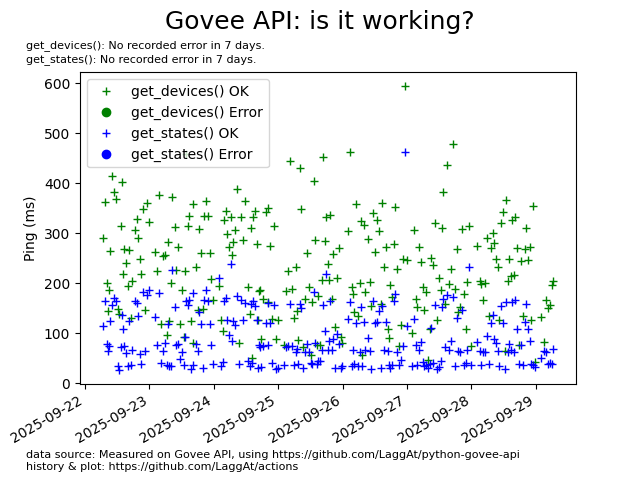 Govee API: is it working?
get_devices(): No recorded error in 7 days.
get_states(): No recorded error in 7 days.
get_devices() OK
get_devices() Error
get_states() OK
get_states() Error
600
500
400
300
200
100
0
Ping (ms)
2025-09-22
2025-09-23
2025-09-24
2025-09-25
2025-09-26
2025-09-27
2025-09-28
2025-09-29
data source: Measured on Govee API, using https://github.com/LaggAt/python-govee-api
history & plot: https://github.com/LaggAt/actions